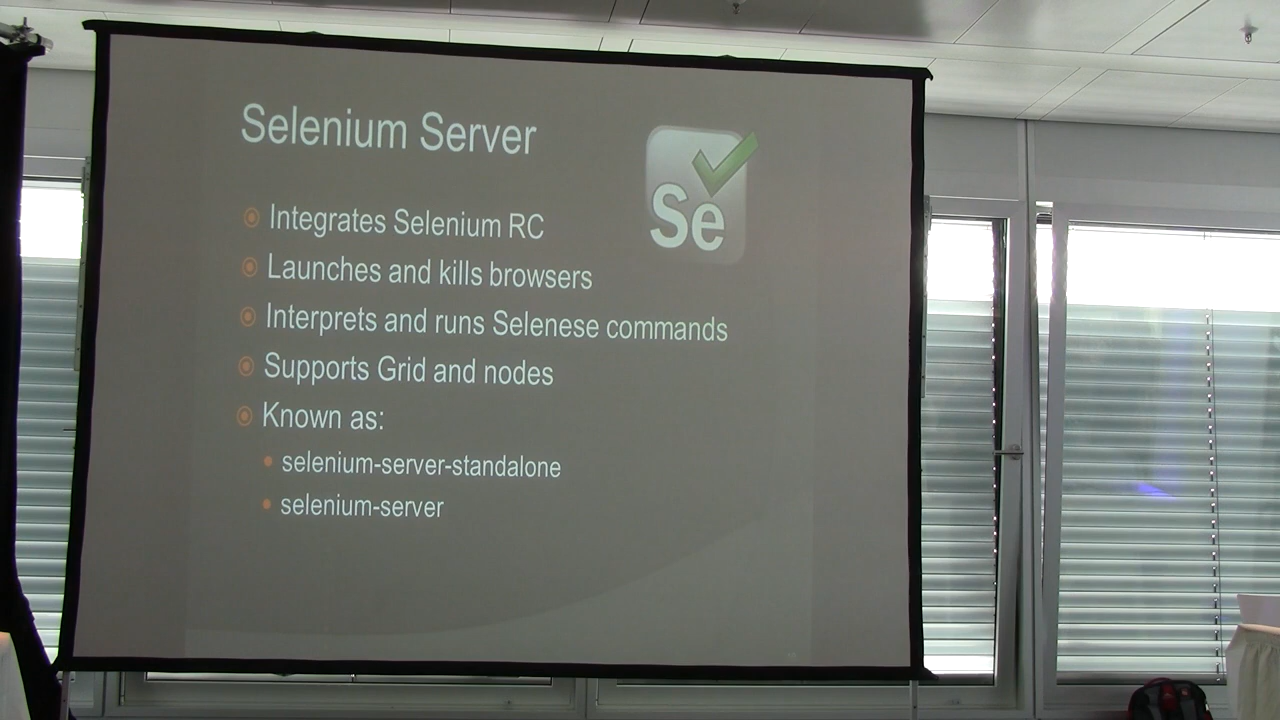 Selenium Server
Se
Integrates Selenium RC
Launches and kills browsers
Interprets and runs Selenese commands
Supports Grid and nodes
Known as:
selenium-server-standalone
selenium-server